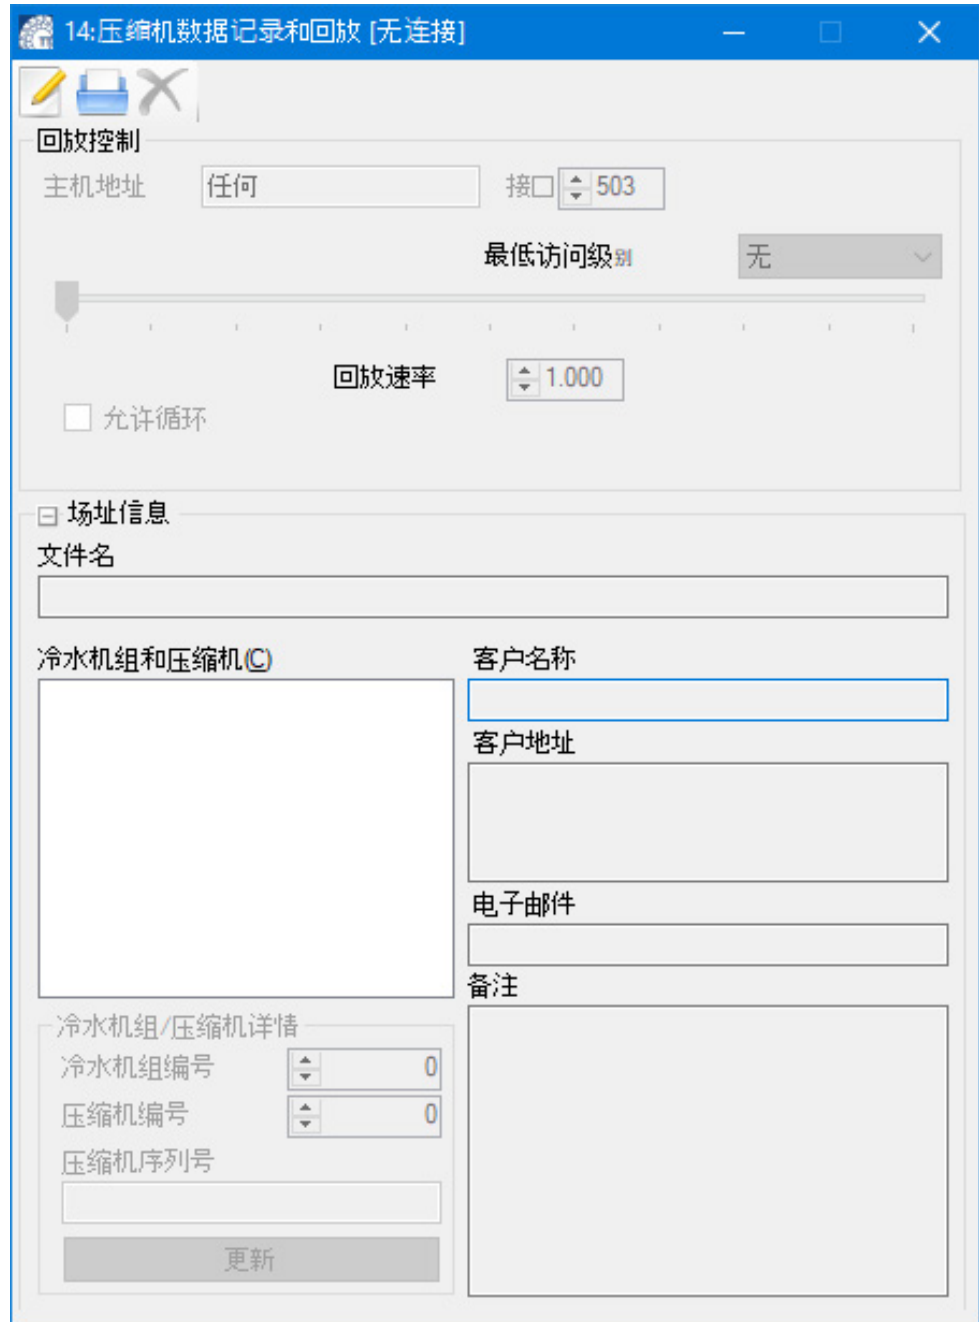 14:压缩机数据记录和回放 [无连接]
回放控制
主机地址 任何 接口 503
最低访问级别 无
回放速率 1.000
允许循环
场址信息
文件名
冷水机组和压缩机(C)
客户名称
客户地址
电子邮件
备注
冷水机组/压缩机详情
冷水机组编号 0
压缩机编号 0
压缩机序列号
更新